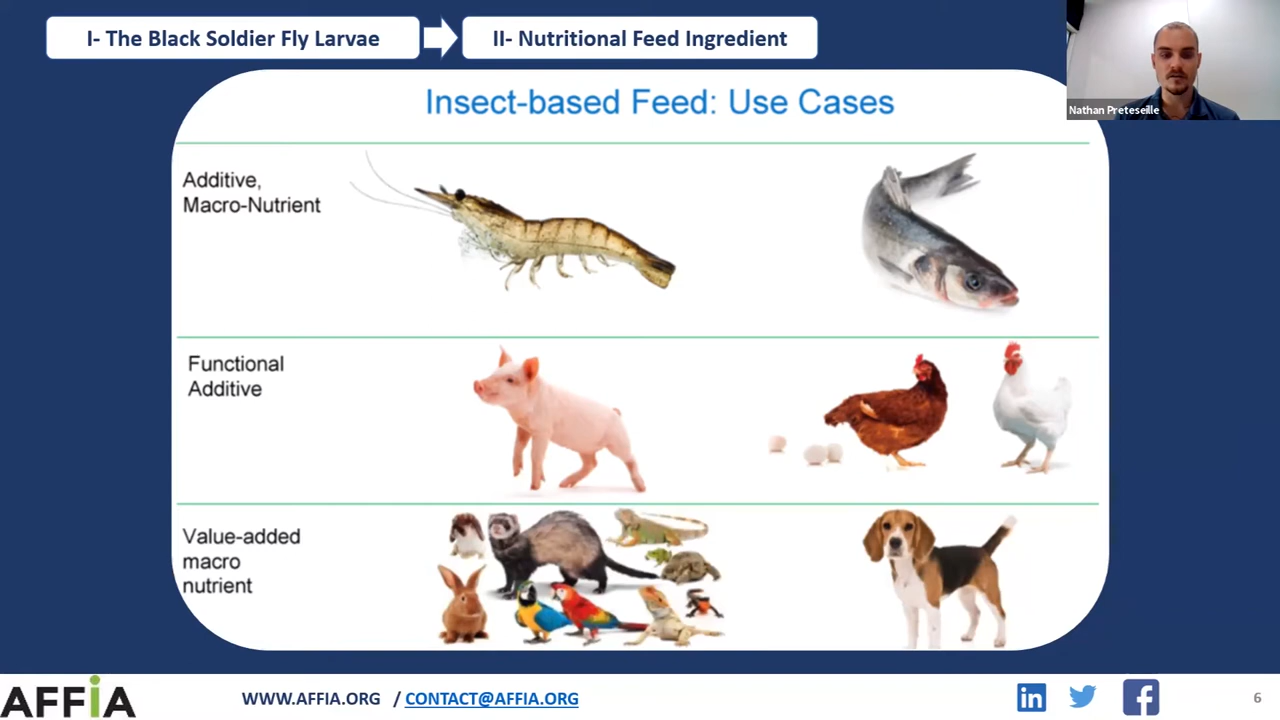 I- The Black Soldier Fly Larvae
II- Nutritional Feed Ingredient
Nathan Preteseille
Insect-based Feed: Use Cases
Additive,
Macro-Nutrient
Functional
Additive
Value-added
macro
nutrient
AFFiA
WWW.AFFIA.ORG / CONTACT@AFFIA.ORG
in
f
6